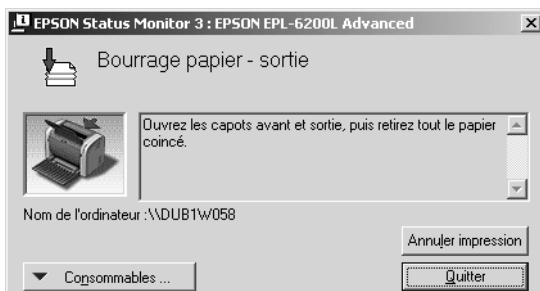 EPSON Status Monitor 3 : EPSON EPL-6200L Advanced
Bourrage papier - sortie
Ouvrez les capots avant et sortie, puis retirez tout le papier
coincé.
Nom de l'ordinateur :\\DUB1W058
Annuler impression
Consommables ...
Quitter